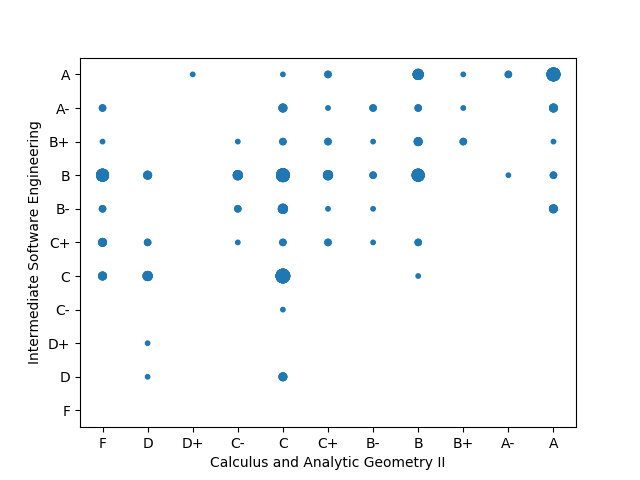 Intermediate Software Engineering
A
A-
B+
B
B-
C+
C
C-
D+
D
F
F D D+ C- C C+ B- B B+ A- A
Calculus and Analytic Geometry II